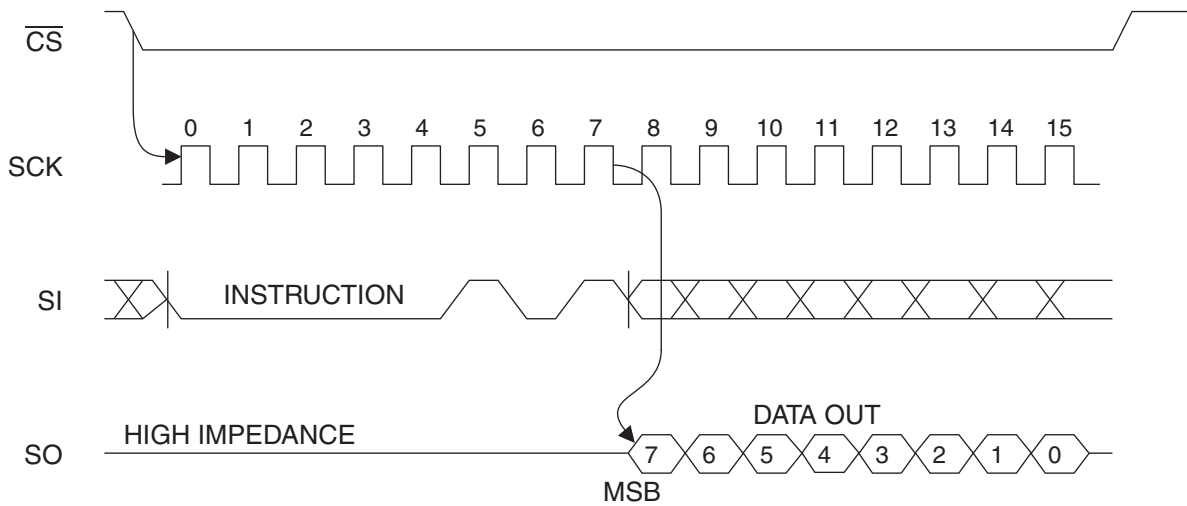 CS
0 1 2 3 4 5 6 7 8 9 10 11 12 13 14 15
SCK
SI
INSTRUCTION
DATA OUT
HIGH IMPEDANCE
SO
7 6 5 4 3 2 1 0
MSB